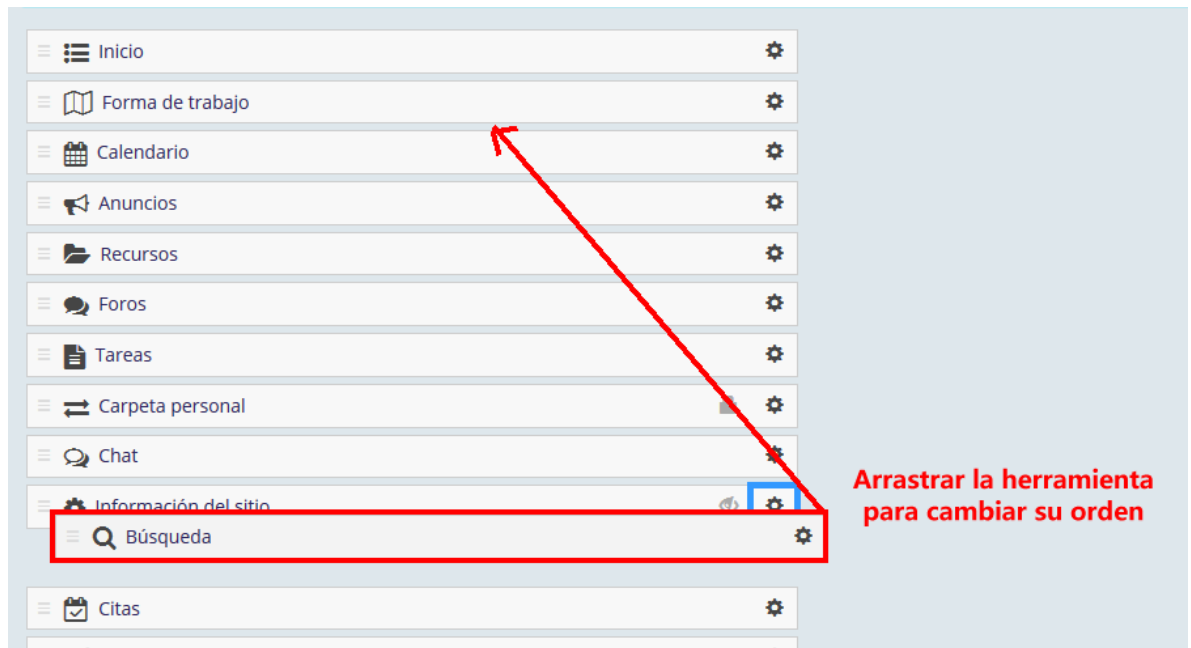 Inicio
Forma de trabajo
Calendario
Anuncios
Recursos
Foros
Tareas
Carpeta personal
Chat
Información del sitio
Búsqueda
Citas
Arrastrar la herramienta
para cambiar su orden